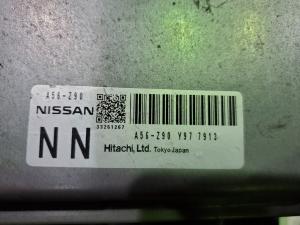 A56-Z90
NISSAN
33261267
A56-Z90 Y97 7913
NN
Hitachi, Ltd. Tokyo Japan